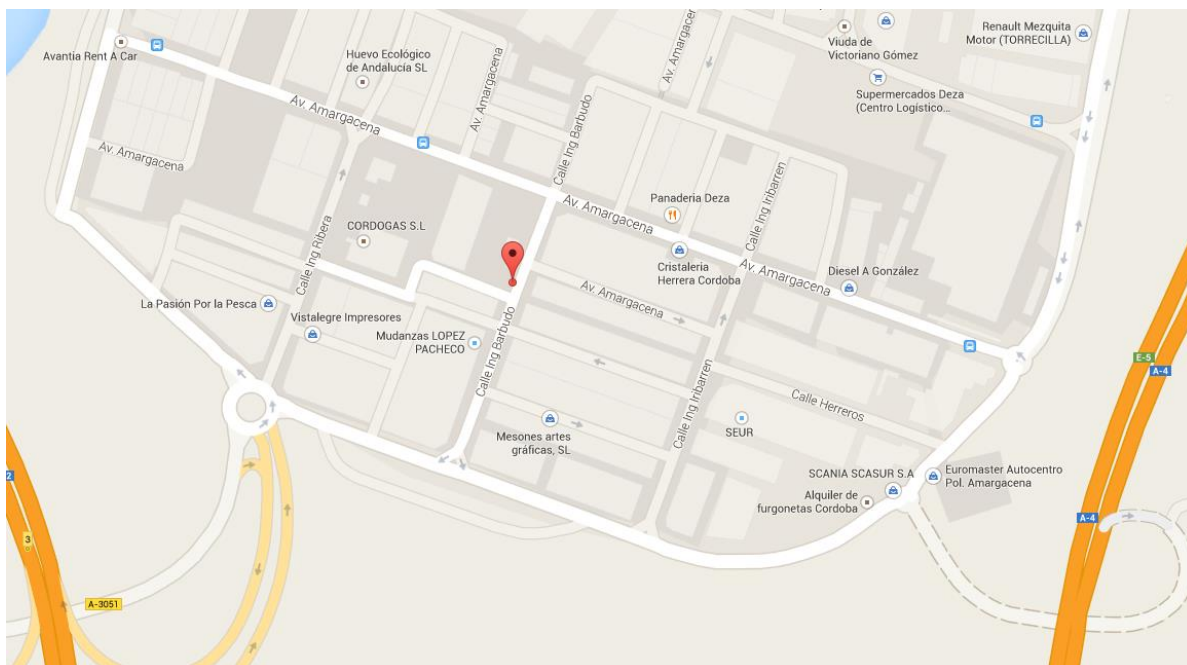 Renault Mezquita
Motor (TORRECILLA)
Viuda de
Victoriano Gómez
Avantia Rent A Car
Huevo Ecológico
de Andalucía SL
Av. Amargacena
Supermercados Deza
(Centro Logístico...
Av. Amargacena
Av. Amargacena
Calle Ing Barbudo
Av. Amargacena
Panaderia Deza
Calle Ing Iribarren
Av. Amargacena
CORDOGAS S.L
Calle Ing Ribera
Cristaleria
Herrera Cordoba
Av. Amargacena
Diesel A González
Av. Amargacena
La Pasión Por la Pesca
Vistalegre Impresores
Mudanzas LOPEZ
PACHECO
Calle Ing Barbudo
E-5
A-4
Calle Herreros
Calle Ing Iribarren
SEUR
Mesones artes
gráficas, SL
SCANIA SCASUR S.A
Euromaster Autocentro
Pol. Amargacena
Alquiler de
furgonetas Cordoba
2
A-4
3
A-3051